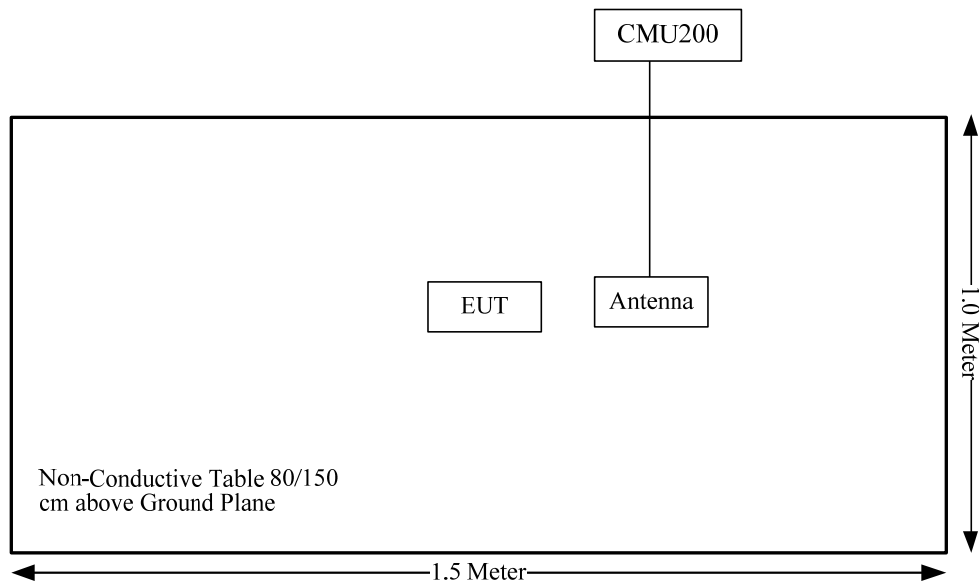 CMU200
EUT
Antenna
1.0 Meter
Non-Conductive Table 80/150
cm above Ground Plane
1.5 Meter